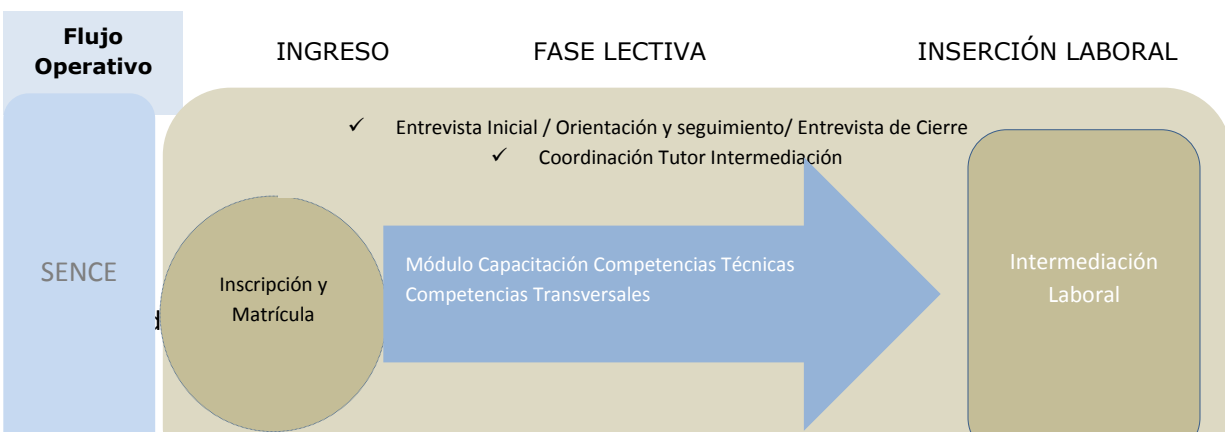 Flujo
Operativo
INGRESO
FASE LECTIVA
INSERCIÓN LABORAL
✓ Entrevista Inicial / Orientación y seguimiento/ Entrevista de Cierre
✓ Coordinación Tutor Intermediación
SENCE
Inscripción y
Matrícula
Módulo Capacitación Competencias Técnicas
Competencias Transversales
Intermediación
Laboral